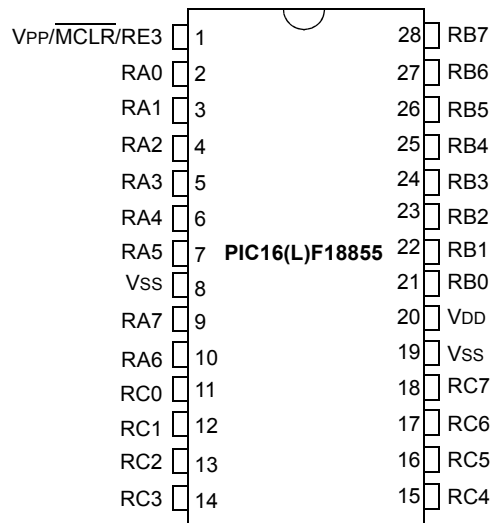 VPP/MCLR/RE3 1 28 RB7
RA0 2 27 RB6
RA1 3 26 RB5
RA2 4 25 RB4
RA3 5 24 RB3
RA4 6 23 RB2
RA5 7 PIC16(L)F18855 22 RB1
VSS 8 21 RB0
RA7 9 20 VDD
RA6 10 19 VSS
RC0 11 18 RC7
RC1 12 17 RC6
RC2 13 16 RC5
RC3 14 15 RC4